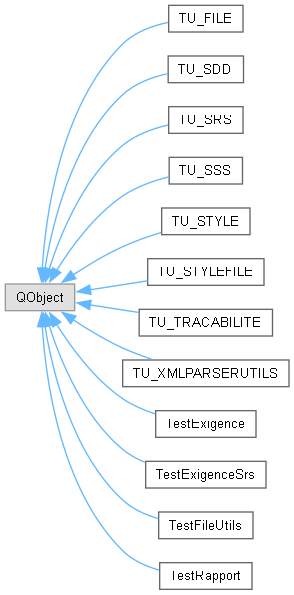 TU_FILE
TU_SDD
TU_SRS
TU_SSS
TU_STYLE
TU_STYLEFILE
QObject
TU_TRACABILITE
TU_XMLPARSERUTILS
TestExigence
TestExigenceSrs
TestFileUtils
TestRapport